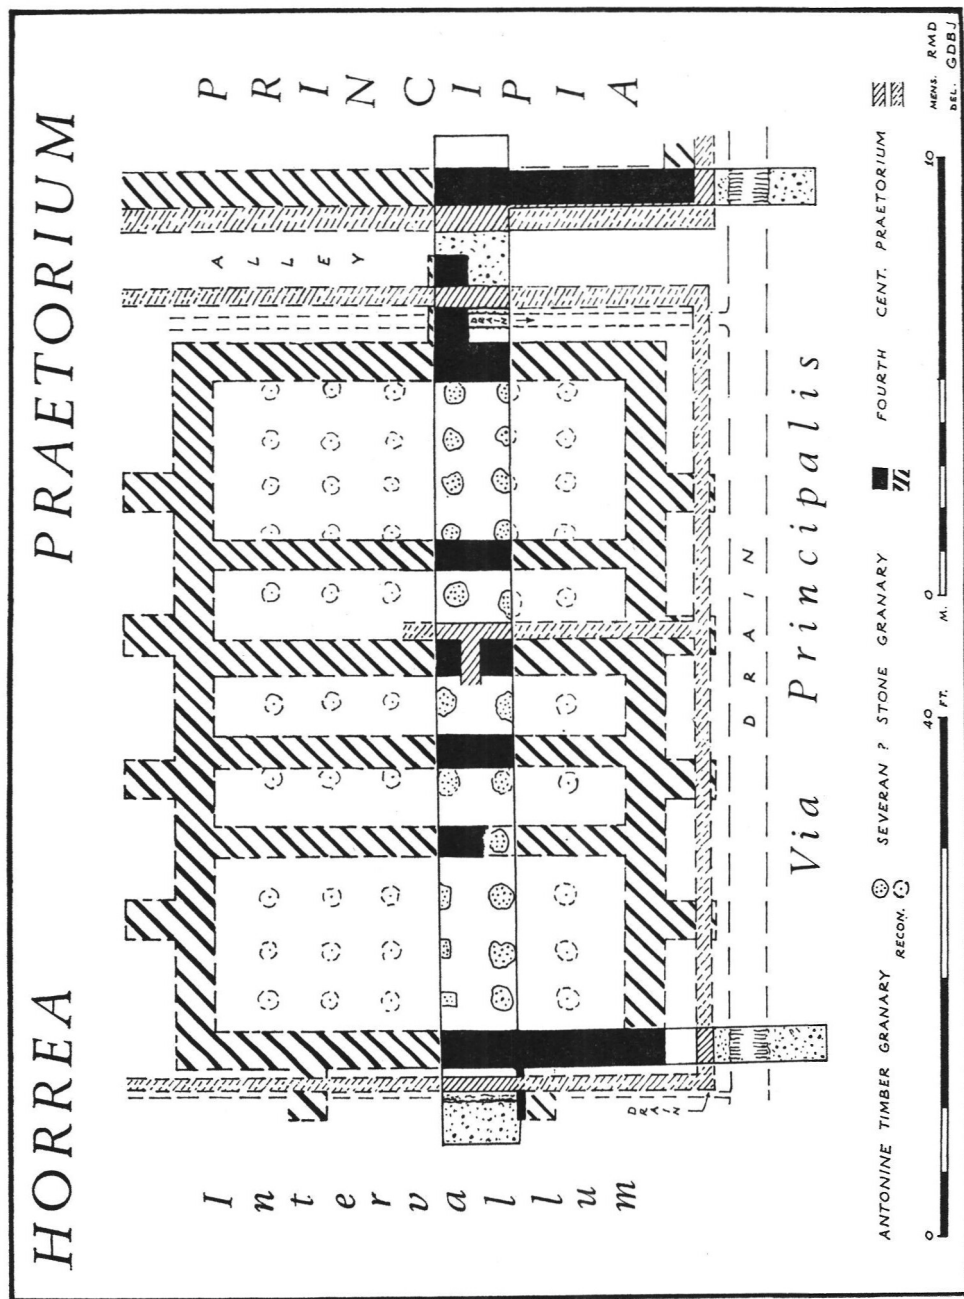 HORREA PRAETORIUM
Intervallum
ALLEY
PRINCIPIA
DRAIN
DRAIN
DRAIN
Via Principalis
ANTONINE TIMBER GRANARY
RECON.
SEVERAN ? STONE GRANARY
FOURTH CENT. PRAETORIUM
0 40 FT.
0 M. 10
MENS. RMD
DEL. GDBJ